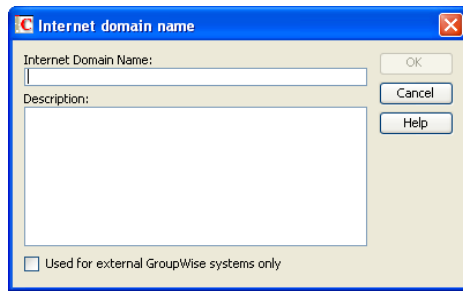 Internet domain name
Internet Domain Name:
OK
Description:
Cancel
Help
Used for external GroupWise systems only